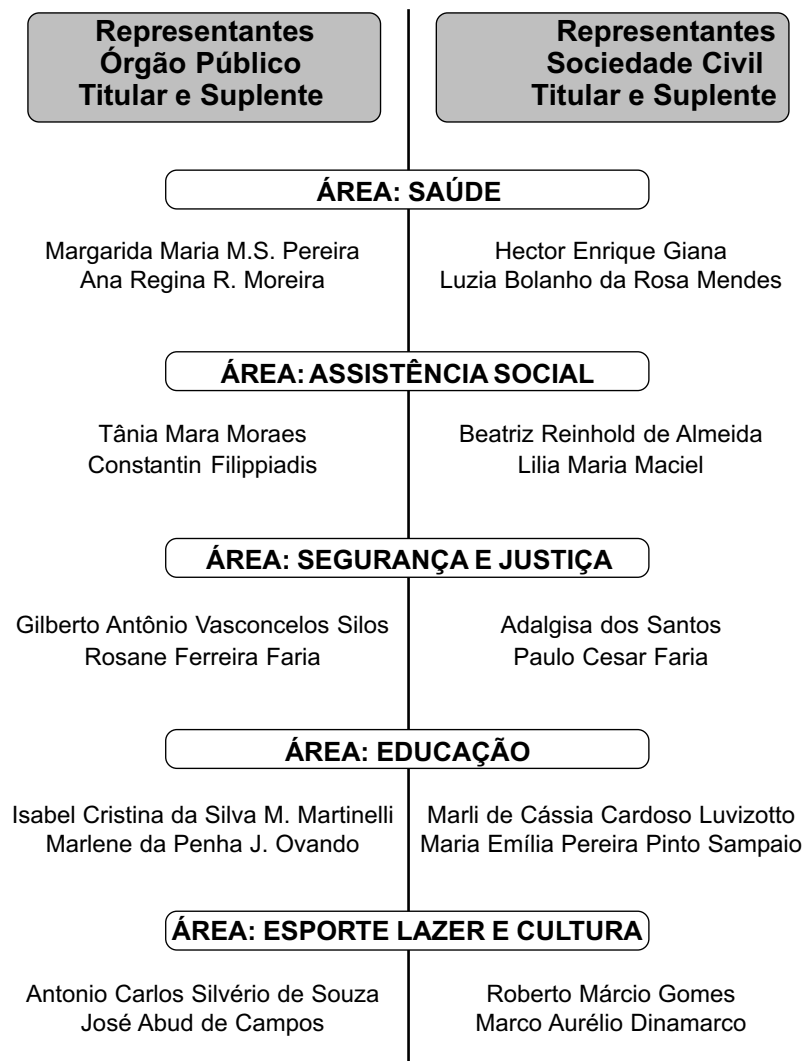 Representantes
Órgão Público
Titular e Suplente
Representantes
Sociedade Civil
Titular e Suplente
ÁREA: SAÚDE
Margarida Maria M.S. Pereira
Ana Regina R. Moreira
Hector Enrique Giana
Luzia Bolanho da Rosa Mendes
ÁREA: ASSISTÊNCIA SOCIAL
Tânia Mara Moraes
Constantin Filippiadis
Beatriz Reinhold de Almeida
Lilia Maria Maciel
ÁREA: SEGURANÇA E JUSTIÇA
Gilberto Antônio Vasconcelos Silos
Rosane Ferreira Faria
Adalgisa dos Santos
Paulo Cesar Faria
ÁREA: EDUCAÇÃO
Isabel Cristina da Silva M. Martinelli
Marlene da Penha J. Ovando
Marli de Cássia Cardoso Luvizotto
Maria Emília Pereira Pinto Sampaio
ÁREA: ESPORTE LAZER E CULTURA
Antonio Carlos Silvério de Souza
José Abud de Campos
Roberto Márcio Gomes
Marco Aurélio Dinamarco